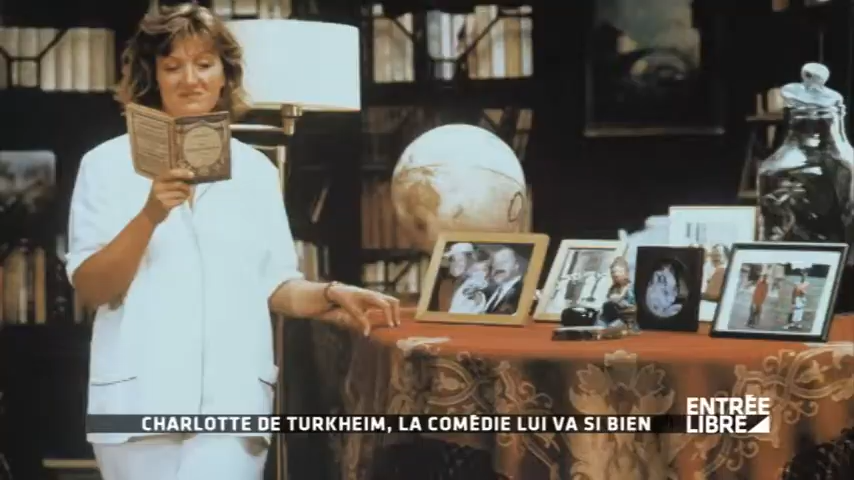 CHARLOTTE DE TURKHEIM, LA COMÉDIE LUI VA SI BIEN
ENTRÉE
LIBRE